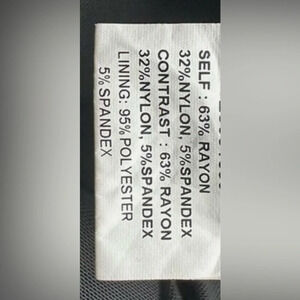 SELF : 63% RAYON
32%NYLON, 5%SPANDEX
CONTRAST : 63% RAYON
32%NYLON, 5%SPANDEX
LINING: 95% POLYESTER
5% SPANDEX